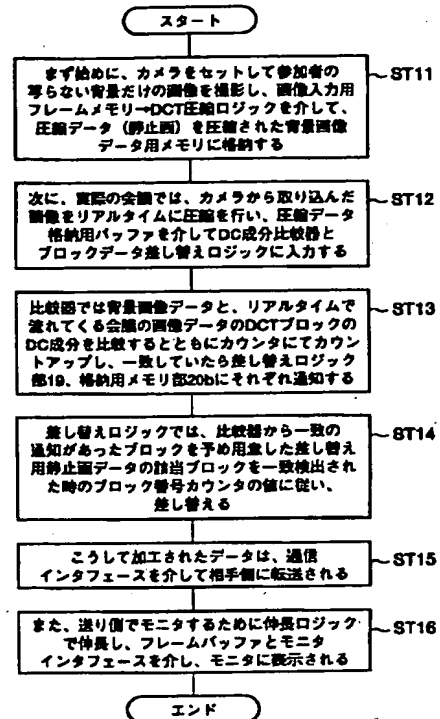 スタート
まず始めに、カメラをセットして参加者の
写らない背景だけの画像を撮影し、画像入力用
フレームメモリ→DCT圧縮ロジックを介して、
圧縮データ（静止画）を圧縮された背景画像
データ用メモリに格納する
ST11
次に、実際の会議では、カメラから取り込んだ
画像をリアルタイムに圧縮を行い、圧縮データ
格納用バッファを介してDC成分比較器と
ブロックデータ差し替えロジックに入力する
ST12
比較器では背景画像データと、リアルタイムで
流れてくる会議の画像データのDCTブロックの
DC成分を比較するとともにカウンタにてカウン
トアップし、一致していたら差し替えロジック
部19、格納用メモリ部20bにそれぞれ通知する
ST13
差し替えロジックでは、比較器から一致の
通知があったブロックを予め用意した差し替え
用静止画データの該当ブロックを一致検出され
た時のブロック番号カウンタの値に従い、
差し替える
ST14
こうして加工されたデータは、通信
インタフェースを介して相手側に転送される
ST15
また、送り側でモニタするために伸長ロジック
で伸長し、フレームバッファとモニタ
インタフェースを介し、モニタに表示される
ST16
エンド